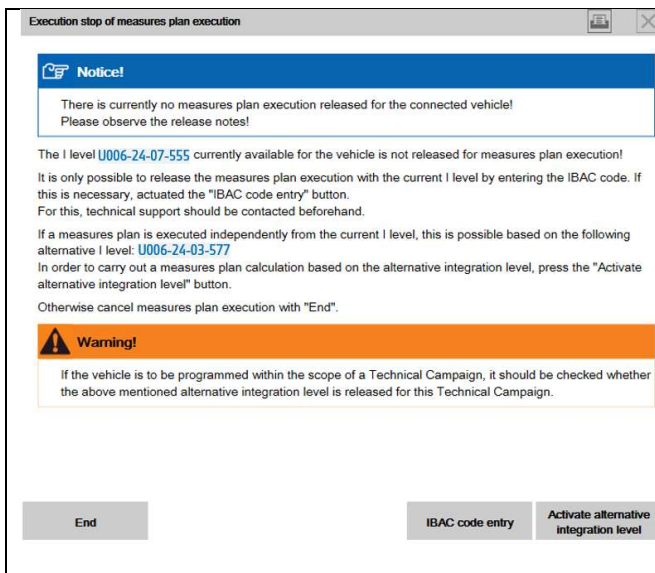 Execution stop of measures plan execution
Notice!
There is currently no measures plan execution released for the connected vehicle!
Please observe the release notes!
The I level U006-24-07-555 currently available for the vehicle is not released for measures plan execution!
It is only possible to release the measures plan execution with the current I level by entering the IBAC code. If
this is necessary, actuated the "IBAC code entry" button.
For this, technical support should be contacted beforehand.
If a measures plan is executed independently from the current I level, this is possible based on the following
alternative I level: U006-24-03-577
In order to carry out a measures plan calculation based on the alternative integration level, press the "Activate
alternative integration level" button.
Otherwise cancel measures plan execution with "End".
Warning!
If the vehicle is to be programmed within the scope of a Technical Campaign, it should be checked whether
the above mentioned alternative integration level is released for this Technical Campaign.
End
IBAC code entry
Activate alternative
integration level